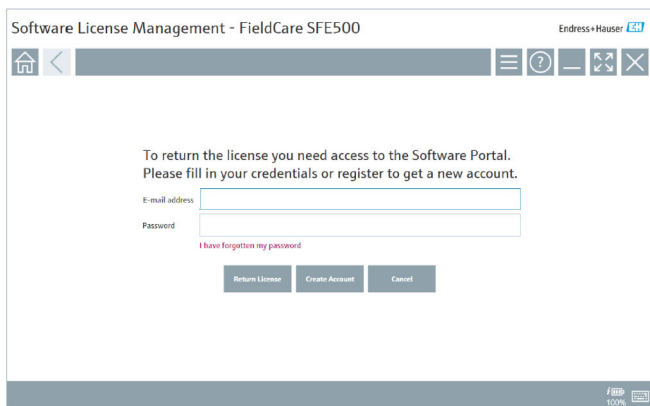 Software License Management - FieldCare SFE500
Endress+Hauser EH
?
To return the license you need access to the Software Portal.
Please fill in your credentials or register to get a new account.
E-mail address
Password
I have forgotten my password
Return License Create Account Cancel
100%